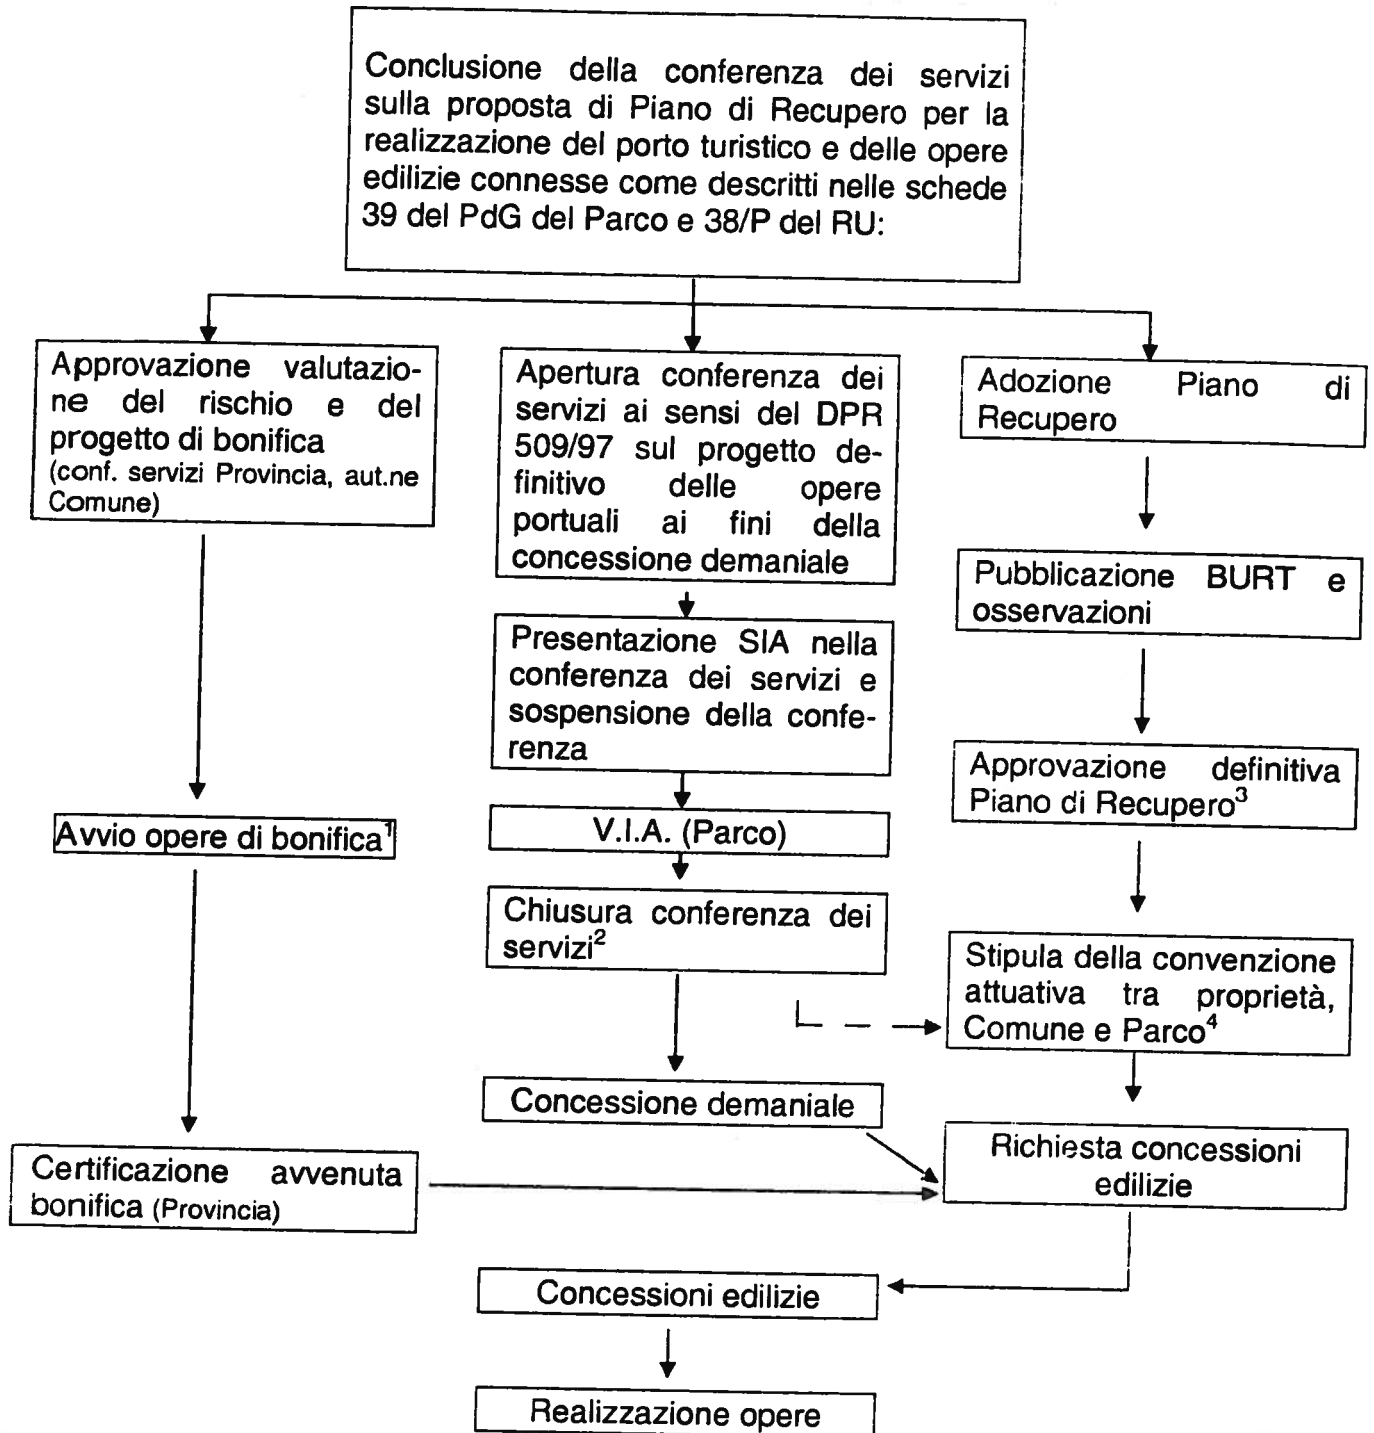 Conclusione della conferenza dei servizi
sulla proposta di Piano di Recupero per la
realizzazione del porto turistico e delle opere
edilizie connesse come descritti nelle schede
39 del PdG del Parco e 38/P del RU:
Approvazione valutazio-
ne del rischio e del
progetto di bonifica
(conf. servizi Provincia, aut.ne
Comune)
Avvio opere di bonifica¹
Certificazione avvenuta
bonifica (Provincia)
Apertura conferenza dei
servizi ai sensi del DPR
509/97 sul progetto de-
finitivo delle opere
portuali ai fini della
concessione demaniale
Presentazione SIA nella
conferenza dei servizi e
sospensione della confe-
renza
V.I.A. (Parco)
Chiusura conferenza dei
servizi²
Concessione demaniale
Adozione Piano di
Recupero
Pubblicazione BURT e
osservazioni
Approvazione definitiva
Piano di Recupero³
Stipula della convenzione
attuativa tra proprietà,
Comune e Parco⁴
Richiesta concessioni
edilizie
Concessioni edilizie
Realizzazione opere